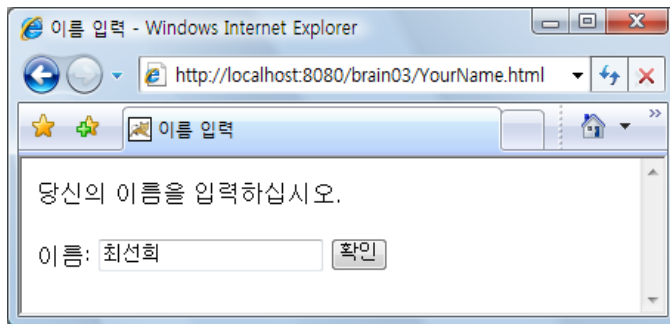 이름 입력 - Windows Internet Explorer
http://localhost:8080/brain03/YourName.html
이름 입력
당신의 이름을 입력하십시오.
이름: 최선희 확인